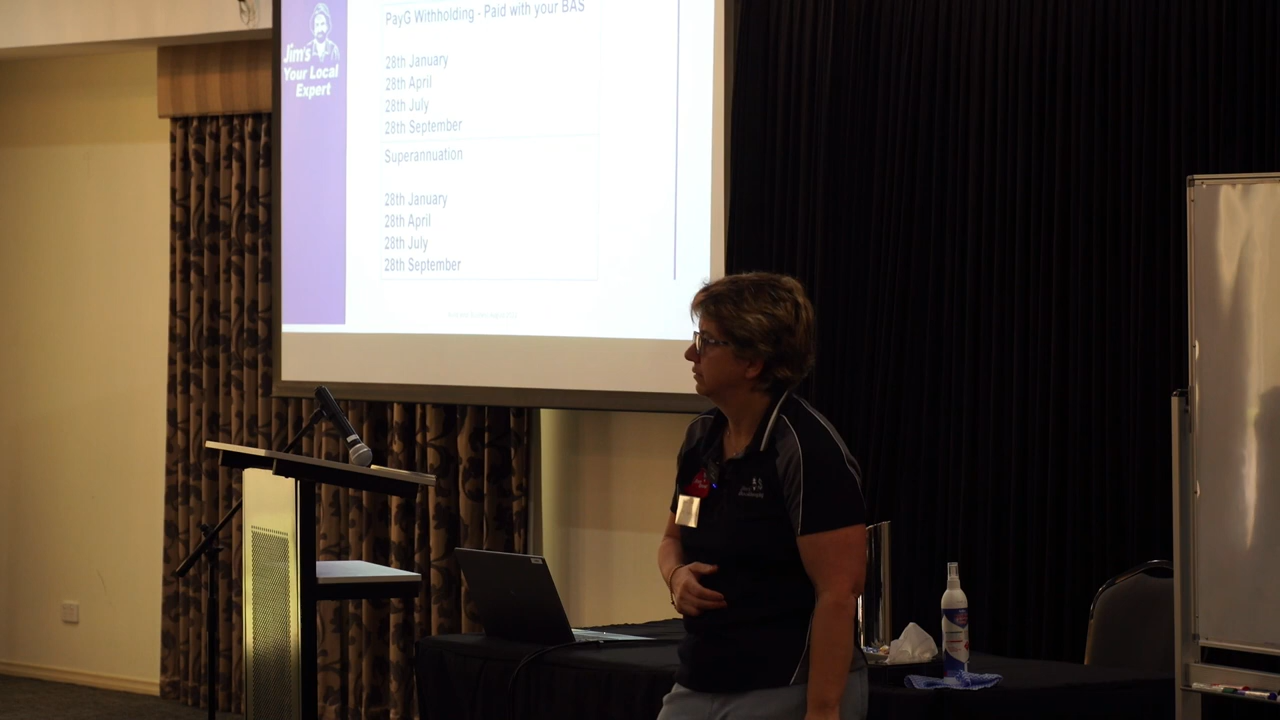 Jim's
Your Local
Expert
PayG Withholding - Paid with your BAS
28th January
28th April
28th July
28th September
Superannuation
28th January
28th April
28th July
28th September